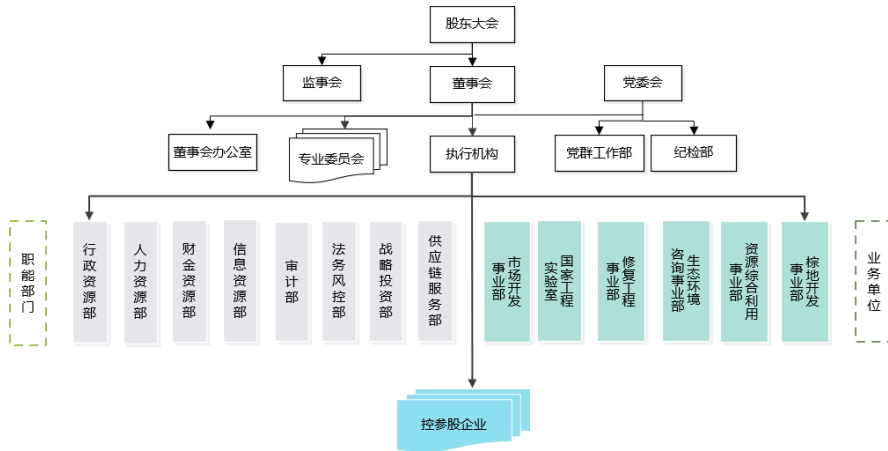 股东大会
监事会
董事会
党委会
董事会办公室
专业委员会
执行机构
党群工作部
纪检部
职能部门
行政资源部
人力资源部
财金资源部
信息资源部
审计部
法务风控部
战略投资部
供应链服务部
市场开发
事业部
国家工程
实验室
修复工程
事业部
生态环境
咨询事业部
资源综合利用
事业部
棕地开发
事业部
业务单位
控参股企业